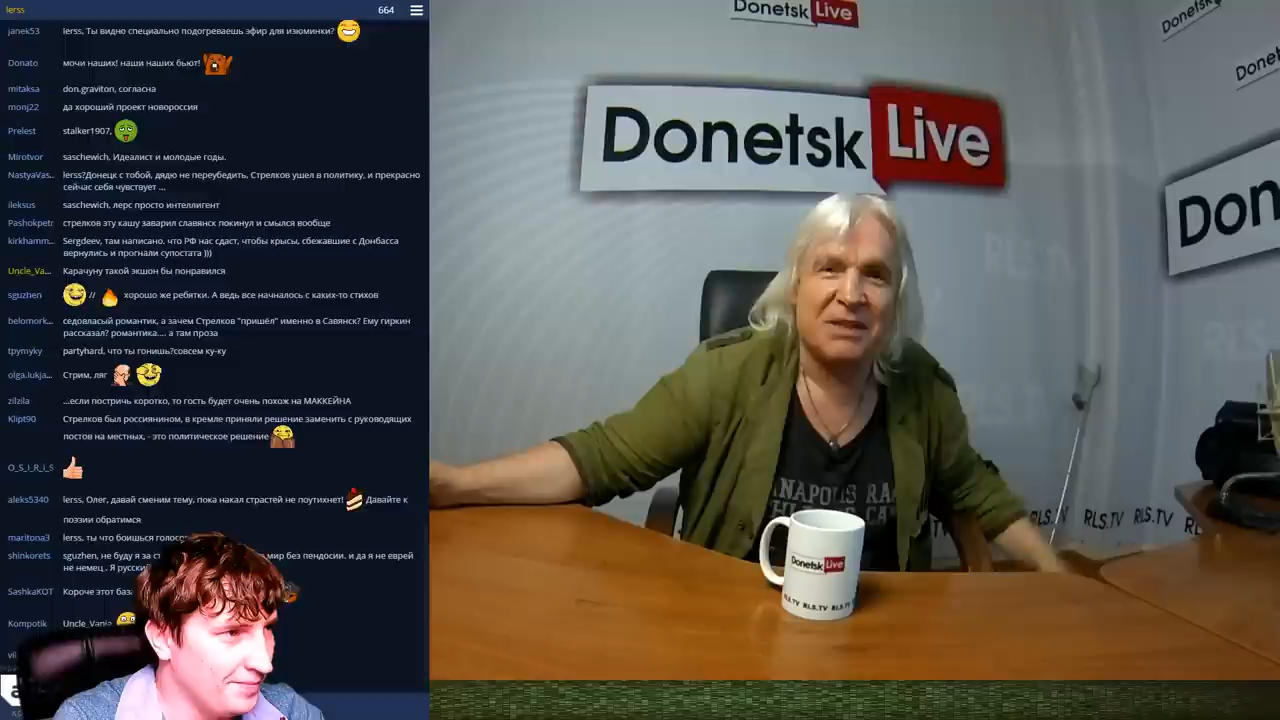 lerss
664
janek53 lerss, Ты видно специально подогреваешь эфир для изюминки?
Donato мочи наших! наши наших бьют!
mitaksa don.graviton, согласна
monj22 да хороший проект новороссия
Prelest stalker1907,
Mirotvor saschewich, Идеалист и молодые годы.
NastyaVas.. lerss?Донецк с тобой, дядю не переубедить, Стрелков ушел в политику, и прекрасно
сейчас себя чувствует ...
ileksus saschewich, лерс просто интеллигент
Pashokpetr стрелков эту кашу заварил славянск покинул и смылся вообще
kirkhamm... Sergdeev, там написано. что РФ нас сдаст, чтобы крысы, сбежавшие с Донбасса
вернулись и прогнали супостата )))
Uncle_Va... Карачуну такой экшон бы понравился
sguzhen // хорошо же ребятки. А ведь все начналось с каких-то стихов
belomork... седовласый романтик, а зачем Стрелков "пришёл" именно в Савянск? Ему гиркин
рассказал? романтика.... а там проза
tpymyky partyhard, что ты гонишь?совсем ку-ку
olga.lukja... Стрим, ляг
zilzila ...если постричь коротко, то гость будет очень похож на МАККЕЙНА
Klipt90 Стрелков был россиянином, в кремле приняли решение заменить с руководящих
постов на местных, - это политическое решение
O_S_I_R_i_S
aleks5340 lerss, Олег, давай сменим тему, пока накал страстей не поутихнет! Давайте к
поэзии обратимся
maritona3 lerss, ты что боишься голосо
shinkorets sguzhen, не буду я за мир без пендосии. и да я не еврей
не немец . Я русский
SashkaKOT Короче этот
Kompotik Uncle_Vania
Donetsk Live
Donetsk
Donetsk
Donetsk Live
Don
RLS.TV RLS.TV
Donetsk Live
RLS.TV RLS.TV RLS.TV